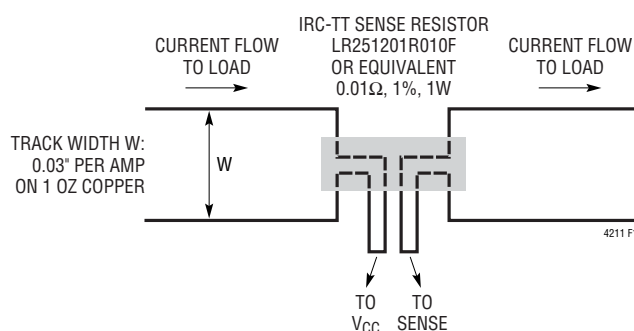 IRC-TT SENSE RESISTOR
LR251201R010F
OR EQUIVALENT
0.01Ω, 1%, 1W
CURRENT FLOW
TO LOAD
CURRENT FLOW
TO LOAD
TRACK WIDTH W:
0.03" PER AMP
ON 1 OZ COPPER
W
4211 F
TO
VCC
TO
SENSE